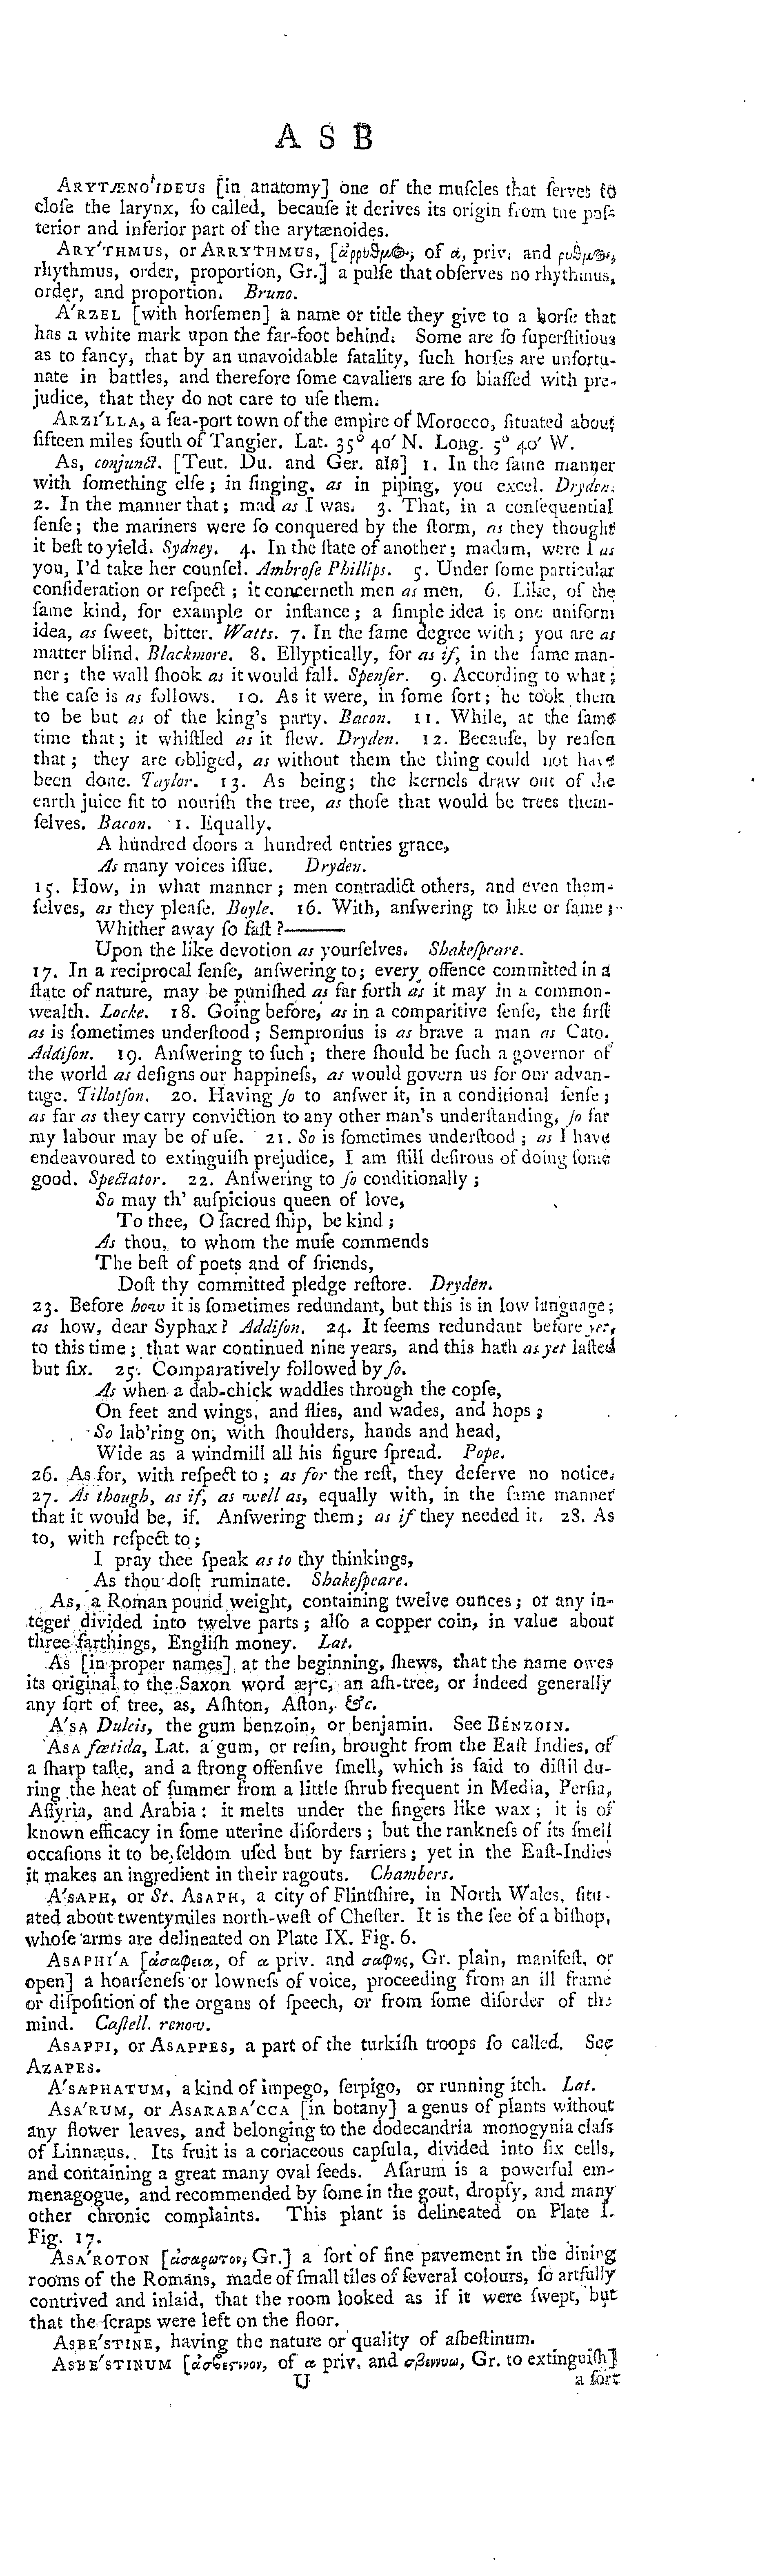 A S B
ARYTÆNO'IDEUS [in anatomy] one of the muſcles that ſerves to
cloſe the larynx, ſo called, becauſe it derives its origin from the poſ-
terior and inferior part of the arytænoides.
ARY'THMUS, or ARRYTHMUS, [ἀρρυθμος, of α, priv. and ρυθμος,
rhythmus, order, proportion, Gr.] a pulſe that obſerves no rhythmus,
order, and proportion. Bruno.
A'RZEL [with horſemen] a name or title they give to a horſe that
has a white mark upon the far-foot behind. Some are ſo ſuperſtitious
as to fancy, that by an unavoidable fatality, ſuch horſes are unfortu-
nate in battles, and therefore ſome cavaliers are ſo biaſſed with pre-
judice, that they do not care to uſe them.
ARZI'LLA, a ſea-port town of the empire of Morocco, ſituated about
fifteen miles ſouth of Tangier. Lat. 35° 40′ N. Long. 5° 40′ W.
As, conjunct. [Teut. Du. and Ger. als] 1. In the ſame manner
with ſomething elſe; in ſinging, as in piping, you excel. Dryden.
2. In the manner that; mad as I was. 3. That, in a conſequential
ſenſe; the mariners were ſo conquered by the ſtorm, as they thought
it beſt to yield. Sydney. 4. In the ſtate of another; madam, were I as
you, I'd take her counſel. Ambroſe Phillips. 5. Under ſome particular
conſideration or reſpect; it concerneth men as men. 6. Like, of the
ſame kind, for example or inſtance; a ſimple idea is one uniform
idea, as ſweet, bitter. Watts. 7. In the ſame degree with; you are as
matter blind. Blackmore. 8. Ellyptically, for as if, in the ſame man-
ner; the wall ſhook as it would fall. Spenſer. 9. According to what;
the caſe is as follows. 10. As it were, in ſome ſort; he took them
to be but as of the king's party. Bacon. 11. While, at the ſame
time that; it whiſtled as it flew. Dryden. 12. Becauſe, by reaſon
that; they are obliged, as without them the thing could not have
been done. Taylor. 13. As being; the kernels draw out of the
earth juice fit to nouriſh the tree, as thoſe that would be trees them-
ſelves. Bacon. 1. Equally.
A hundred doors a hundred entries grace,
As many voices iſſue. Dryden.
15. How, in what manner; men contradict others, and even them-
ſelves, as they pleaſe. Boyle. 16. With, anſwering to like or ſame;
Whither away ſo faſt?———
Upon the like devotion as yourſelves. Shakeſpeare.
17. In a reciprocal ſenſe, anſwering to; every offence committed in a
ſtate of nature, may be puniſhed as far forth as it may in a common-
wealth. Locke. 18. Going before, as in a comparitive ſenſe, the firſt
as is ſometimes underſtood; Sempronius is as brave a man as Cato.
Addiſon. 19. Anſwering to ſuch; there ſhould be ſuch a governor of
the world as deſigns our happineſs, as would govern us for our advan-
tage. Tillotſon. 20. Having ſo to anſwer it, in a conditional ſenſe;
as far as they carry conviction to any other man's underſtanding, ſo far
my labour may be of uſe. 21. So is ſometimes underſtood; as I have
endeavoured to extinguiſh prejudice, I am ſtill deſirous of doing ſome
good. Spectator. 22. Anſwering to ſo conditionally;
So may th' auſpicious queen of love,
To thee, O ſacred ſhip, be kind;
As thou, to whom the muſe commends
The beſt of poets and of friends,
Doſt thy committed pledge reſtore. Dryden.
23. Before how it is ſometimes redundant, but this is in low language;
as how, dear Syphax? Addiſon. 24. It ſeems redundant before yet,
to this time; that war continued nine years, and this hath as yet laſted
but ſix. 25. Comparatively followed by ſo.
As when a dab-chick waddles through the copſe,
On feet and wings, and flies, and wades, and hops;
So lab'ring on, with ſhoulders, hands and head,
Wide as a windmill all his figure ſpread. Pope.
26. As for, with reſpect to; as for the reſt, they deſerve no notice.
27. As though, as if, as well as, equally with, in the ſame manner
that it would be, if. Anſwering them; as if they needed it. 28. As
to, with reſpect to;
I pray thee ſpeak as to thy thinkings,
As thou doſt ruminate. Shakeſpeare.
As, a Roman pound weight, containing twelve ounces; or any in-
teger divided into twelve parts; alſo a copper coin, in value about
three farthings, Engliſh money. Lat.
As [in proper names] at the beginning, ſhews, that the name owes
its original to the Saxon word æꞅc, an aſh-tree, or indeed generally
any ſort of tree, as, Aſhton, Aſton, &c.
A'SA Dulcis, the gum benzoin, or benjamin. See BENZOIN.
ASA fœtida, Lat. a gum, or reſin, brought from the Eaſt Indies, of
a ſharp taſte, and a ſtrong offenſive ſmell, which is ſaid to diſtil du-
ring the heat of ſummer from a little ſhrub frequent in Media, Perſia,
Aſſyria, and Arabia: it melts under the fingers like wax; it is of
known efficacy in ſome uterine diſorders; but the rankneſs of its ſmell
occaſions it to be ſeldom uſed but by farriers; yet in the Eaſt-Indies
it makes an ingredient in their ragouts. Chambers.
A'SAPH, or St. ASAPH, a city of Flintſhire, in North Wales, ſitu-
ated about twentymiles north-weſt of Cheſter. It is the ſee of a biſhop,
whoſe arms are delineated on Plate IX. Fig. 6.
ASAPHI'A [ἀσαφεια, of α priv. and σαφης, Gr. plain, manifeſt, or
open] a hoarſeneſs or lowneſs of voice, proceeding from an ill frame
or diſpoſition of the organs of ſpeech, or from ſome diſorder of the
mind. Caſtell. renov.
ASAPPI, or ASAPPES, a part of the turkiſh troops ſo called. See
AZAPES.
A'SAPHATUM, a kind of impego, ſerpigo, or running itch. Lat.
ASA'RUM, or ASARABA'CCA [in botany] a genus of plants without
any flower leaves, and belonging to the dodecandria monogynia claſs
of Linnæus. Its fruit is a coriaceous capſula, divided into ſix cells,
and containing a great many oval ſeeds. Aſarum is a powerful em-
menagogue, and recommended by ſome in the gout, dropſy, and many
other chronic complaints. This plant is delineated on Plate I.
Fig. 17.
ASA'ROTON [ἀσαρωτον, Gr.] a ſort of fine pavement in the dining
rooms of the Romans, made of ſmall tiles of ſeveral colours, ſo artfully
contrived and inlaid, that the room looked as if it were ſwept, but
that the ſcraps were left on the floor.
ASBE'STINE, having the nature or quality of aſbeſtinum.
ASBE'STINUM [ἀσβεϛινον, of α priv. and σβεννυω, Gr. to extinguiſh]
U a ſort